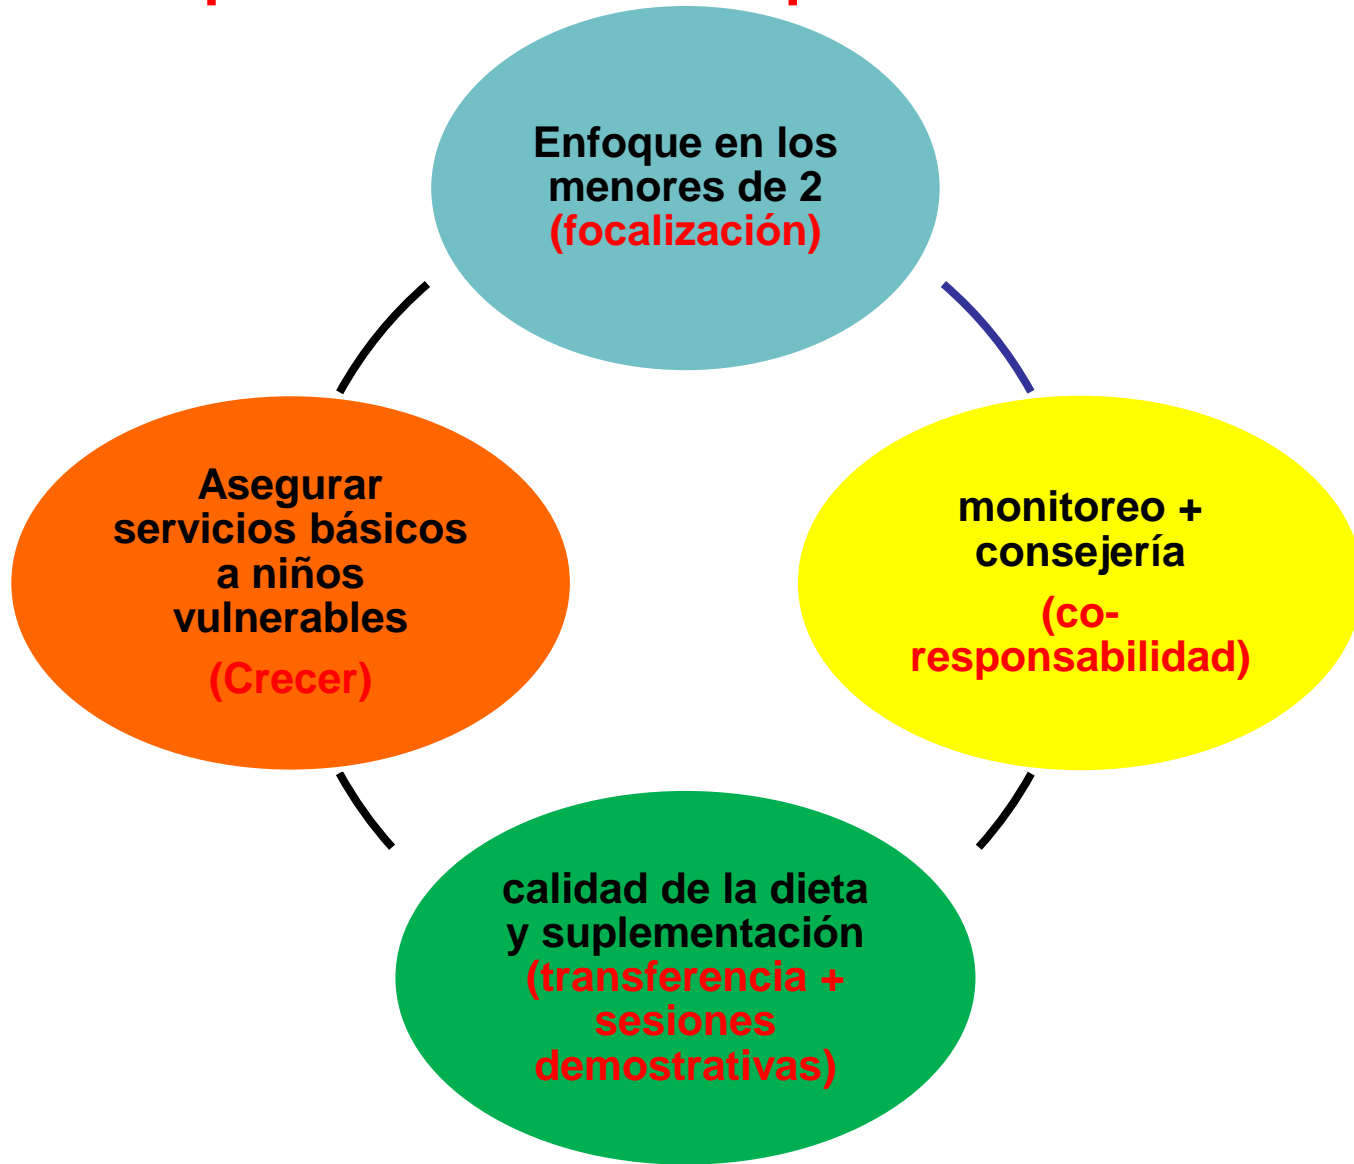 Enfoque en los
menores de 2
(focalización)
Asegurar
servicios básicos
a niños
vulnerables
(Crecer)
monitoreo +
consejería
(co-
responsabilidad)
calidad de la dieta
y suplementación
(transferencia +
sesiones
demostrativas)